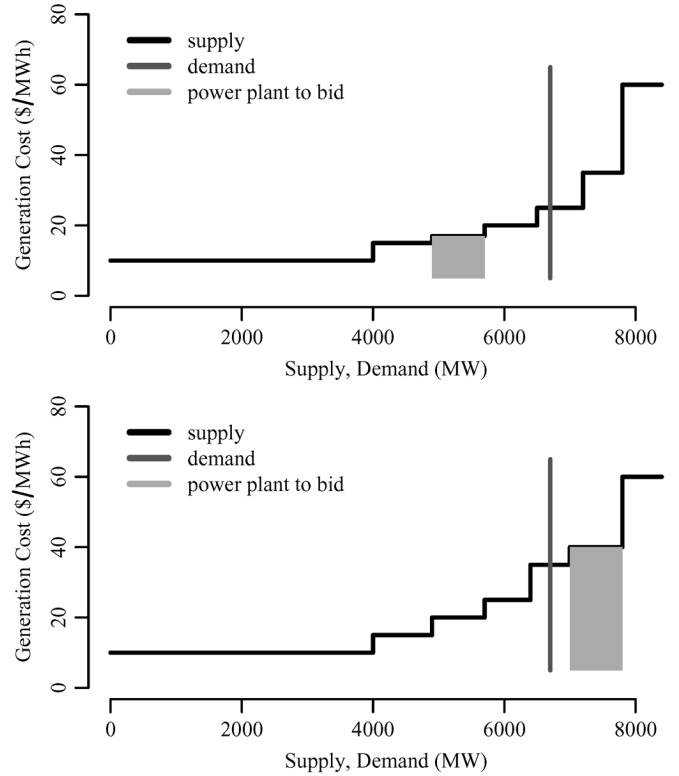 80
60
40
20
0
Generation Cost ($/MWh)
supply
demand
power plant to bid
0 2000 4000 6000 8000
Supply, Demand (MW)
80
60
40
20
0
Generation Cost ($/MWh)
supply
demand
power plant to bid
0 2000 4000 6000 8000
Supply, Demand (MW)